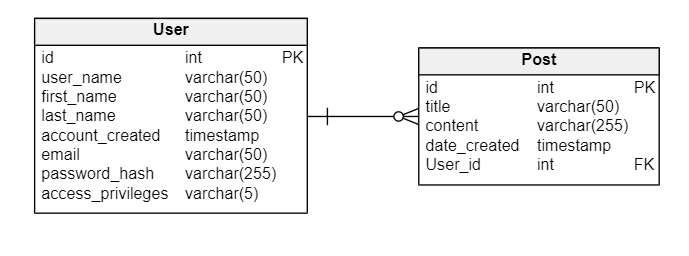 User
id int PK
user_name varchar(50)
first_name varchar(50)
last_name varchar(50)
account_created timestamp
email varchar(50)
password_hash varchar(255)
access_privileges varchar(5)
Post
id int PK
title varchar(50)
content varchar(255)
date_created timestamp
User_id int FK